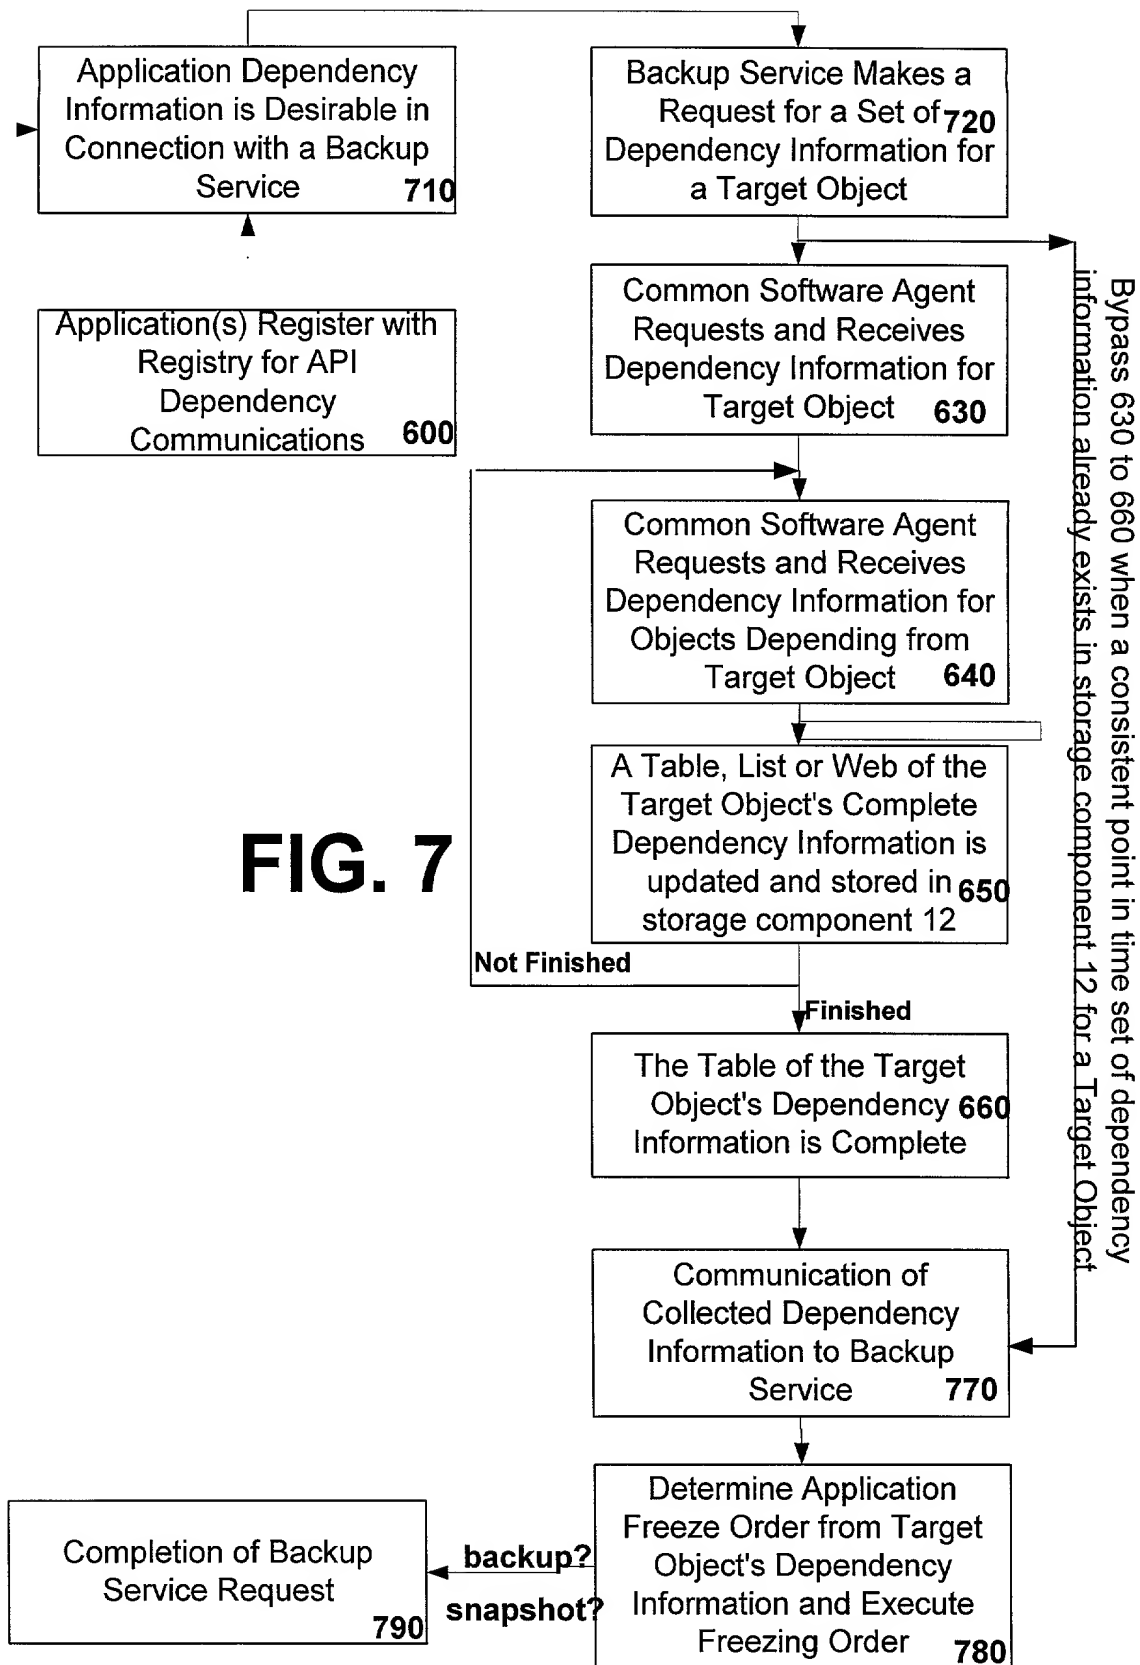 Application Dependency
Information is Desirable in
Connection with a Backup
Service 710
Backup Service Makes a
Request for a Set of 720
Dependency Information for
a Target Object
Application(s) Register with
Registry for API
Dependency
Communications 600
Common Software Agent
Requests and Receives
Dependency Information for
Target Object 630
Common Software Agent
Requests and Receives
Dependency Information for
Objects Depending from
Target Object 640
Bypass 630 to 660 when a consistent point in time set of dependency
information already exists in storage component 12 for a Target Object
A Table, List or Web of the
Target Object's Complete
Dependency Information is
updated and stored in 650
storage component 12
FIG. 7
Not Finished
Finished
The Table of the Target
Object's Dependency 660
Information is Complete
Communication of
Collected Dependency
Information to Backup
Service 770
Determine Application
Freeze Order from Target
Object's Dependency
Information and Execute
Freezing Order 780
backup?
snapshot?
Completion of Backup
Service Request
790